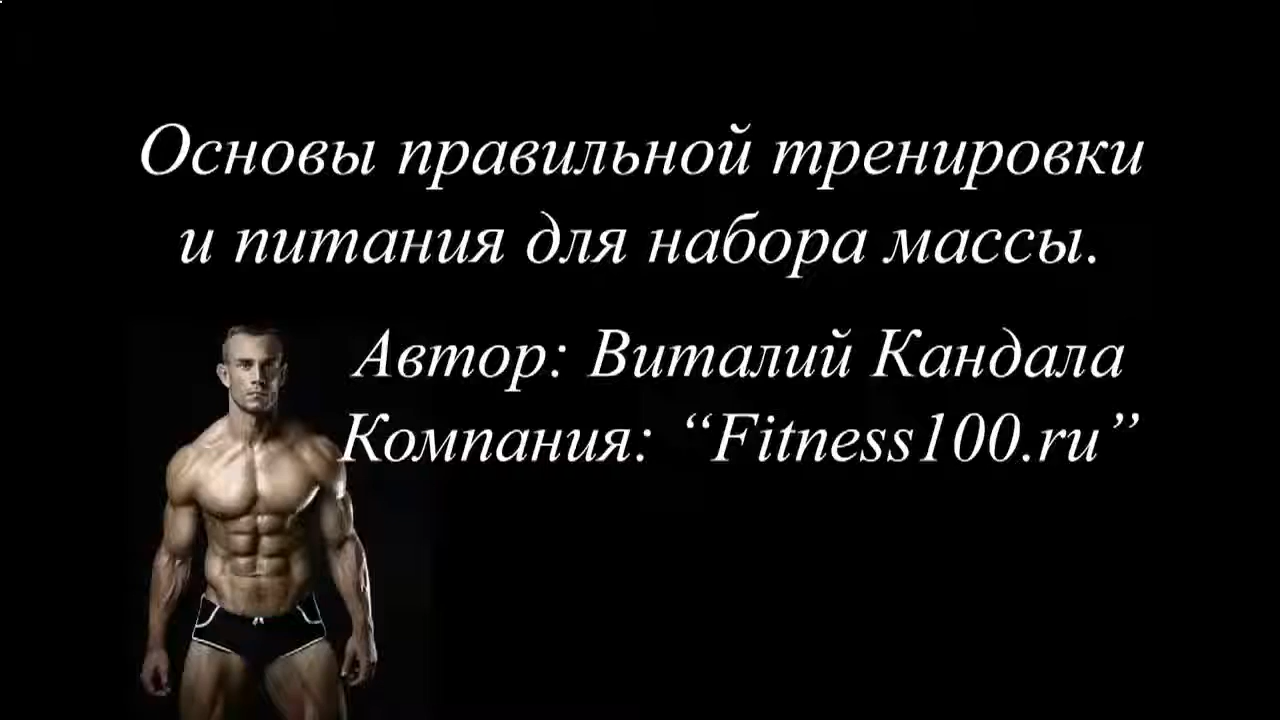 Основы правильной тренировки
и питания для набора массы.
Автор: Виталий Кандала
Компания: “Fitness100.ru”